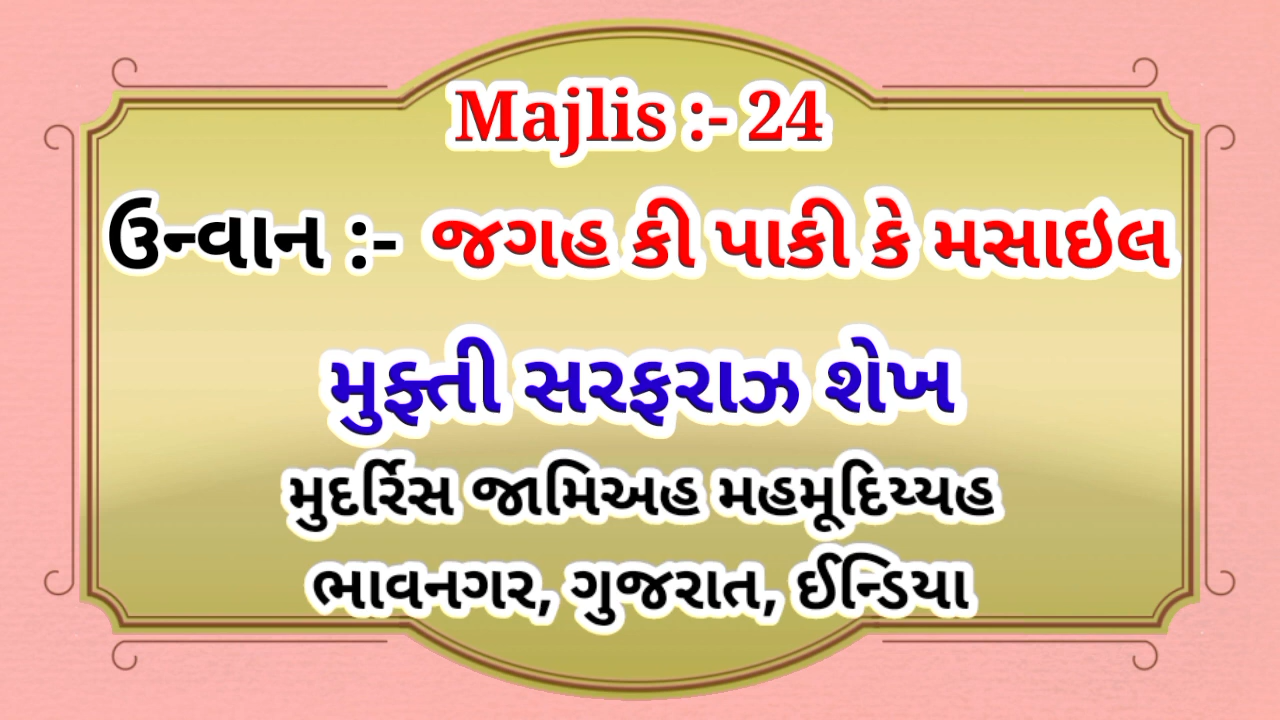 Majlis :- 24
ઉન્વાન :- જગહ કી પાકી કે મસાઇલ
મુફ્તી સરફરાઝ શેખ
મુદર્રિસ જામિઅહ મહમૂદિય્યહ
ભાવનગર, ગુજરાત, ઈન્ડિયા